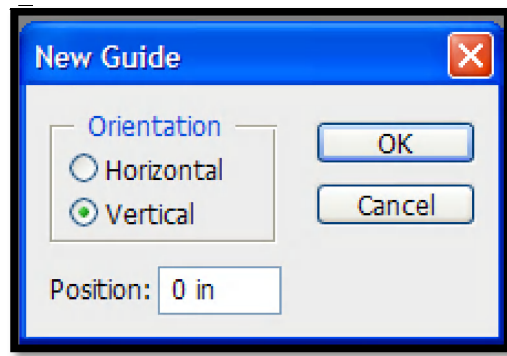 New Guide
Orientation
Horizontal
Vertical
OK
Cancel
Position: 0 in